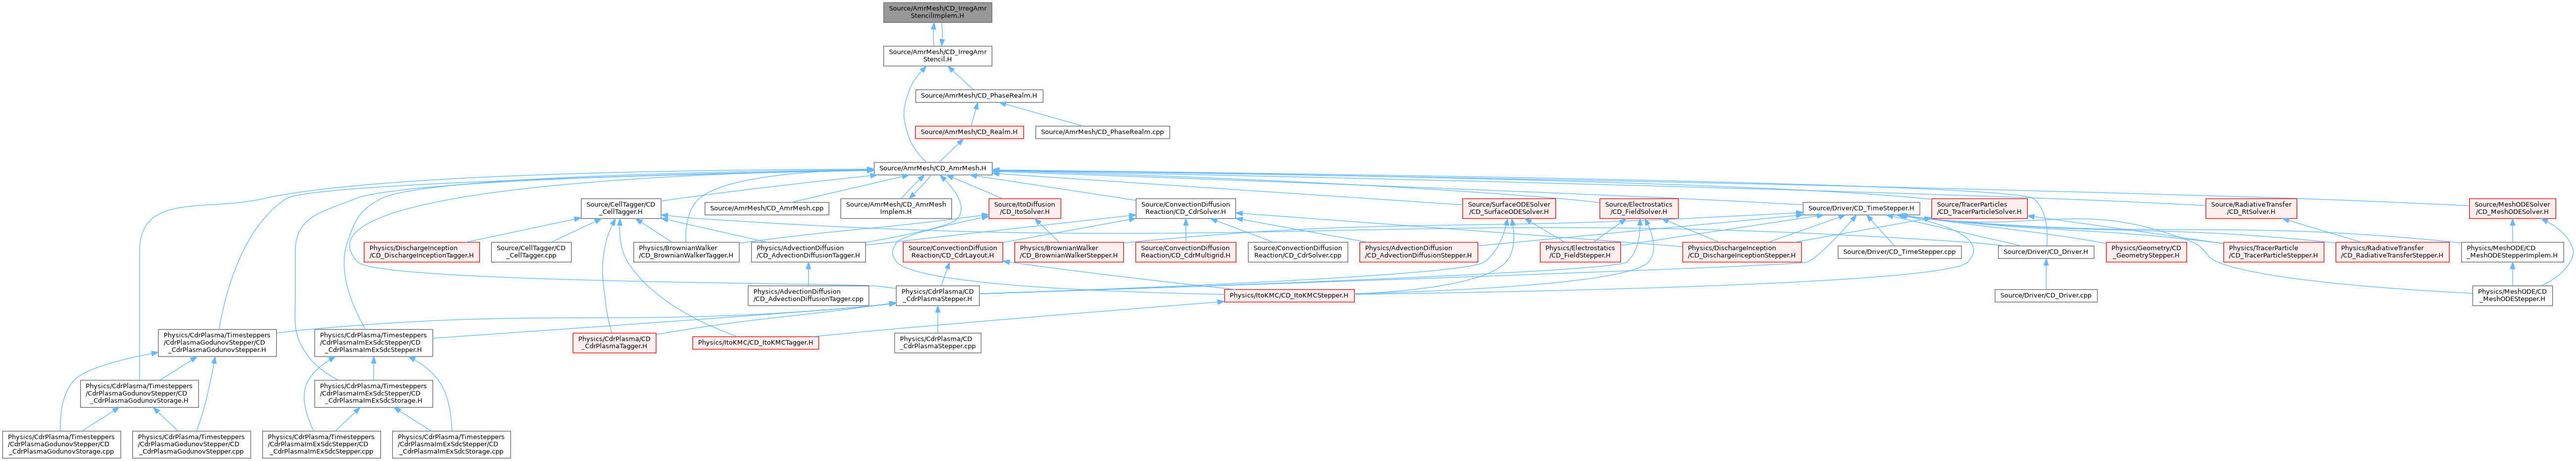 Source/AmrMesh/CD_IrregAmr
StencilImplem.H
Source/AmrMesh/CD_IrregAmr
Stencil.H
Source/AmrMesh/CD_PhaseRealm.H
Source/AmrMesh/CD_Realm.H
Source/AmrMesh/CD_PhaseRealm.cpp
Source/AmrMesh/CD_AmrMesh.H
Source/CellTagger/CD
_CellTagger.H
Source/AmrMesh/CD_AmrMesh.cpp
Source/AmrMesh/CD_AmrMesh
Implem.H
Source/ItoDiffusion
/CD_ItoSolver.H
Source/ConvectionDiffusion
Reaction/CD_CdrSolver.H
Source/SurfaceODESolver
/CD_SurfaceODESolver.H
Source/Electrostatics
/CD_FieldSolver.H
Source/Driver/CD_TimeStepper.H
Source/TracerParticles
/CD_TracerParticleSolver.H
Source/RadiativeTransfer
/CD_RtSolver.H
Source/MeshODESolver
/CD_MeshODESolver.H
Physics/DischargeInception
/CD_DischargeInceptionTagger.H
Source/CellTagger/CD
_CellTagger.cpp
Physics/BrownianWalker
/CD_BrownianWalkerTagger.H
Physics/AdvectionDiffusion
/CD_AdvectionDiffusionTagger.H
Source/ConvectionDiffusion
Reaction/CD_CdrLayout.H
Physics/BrownianWalker
/CD_BrownianWalkerStepper.H
Source/ConvectionDiffusion
Reaction/CD_CdrMultigrid.H
Source/ConvectionDiffusion
Reaction/CD_CdrSolver.cpp
Physics/AdvectionDiffusion
/CD_AdvectionDiffusionStepper.H
Physics/Electrostatics
/CD_FieldStepper.H
Physics/DischargeInception
/CD_DischargeInceptionStepper.H
Source/Driver/CD_TimeStepper.cpp
Source/Driver/CD_Driver.H
Physics/Geometry/CD
_GeometryStepper.H
Physics/TracerParticle
/CD_TracerParticleStepper.H
Physics/RadiativeTransfer
/CD_RadiativeTransferStepper.H
Physics/MeshODE/CD
_MeshODEStepperImplem.H
Physics/AdvectionDiffusion
/CD_AdvectionDiffusionTagger.cpp
Physics/CdrPlasma/CD
_CdrPlasmaStepper.H
Physics/ItoKMC/CD_ItoKMCStepper.H
Source/Driver/CD_Driver.cpp
Physics/MeshODE/CD
_MeshODEStepper.H
Physics/CdrPlasma/Timesteppers
/CdrPlasmaGodunovStepper/CD
_CdrPlasmaGodunovStepper.H
Physics/CdrPlasma/Timesteppers
/CdrPlasmaImExSdcStepper/CD
_CdrPlasmaImExSdcStepper.H
Physics/CdrPlasma/CD
_CdrPlasmaTagger.H
Physics/ItoKMC/CD_ItoKMCTagger.H
Physics/CdrPlasma/CD
_CdrPlasmaStepper.cpp
Physics/CdrPlasma/Timesteppers
/CdrPlasmaGodunovStepper/CD
_CdrPlasmaGodunovStorage.H
Physics/CdrPlasma/Timesteppers
/CdrPlasmaImExSdcStepper/CD
_CdrPlasmaImExSdcStorage.H
Physics/CdrPlasma/Timesteppers
/CdrPlasmaGodunovStepper/CD
_CdrPlasmaGodunovStorage.cpp
Physics/CdrPlasma/Timesteppers
/CdrPlasmaGodunovStepper/CD
_CdrPlasmaGodunovStepper.cpp
Physics/CdrPlasma/Timesteppers
/CdrPlasmaImExSdcStepper/CD
_CdrPlasmaImExSdcStepper.cpp
Physics/CdrPlasma/Timesteppers
/CdrPlasmaImExSdcStepper/CD
_CdrPlasmaImExSdcStorage.cpp